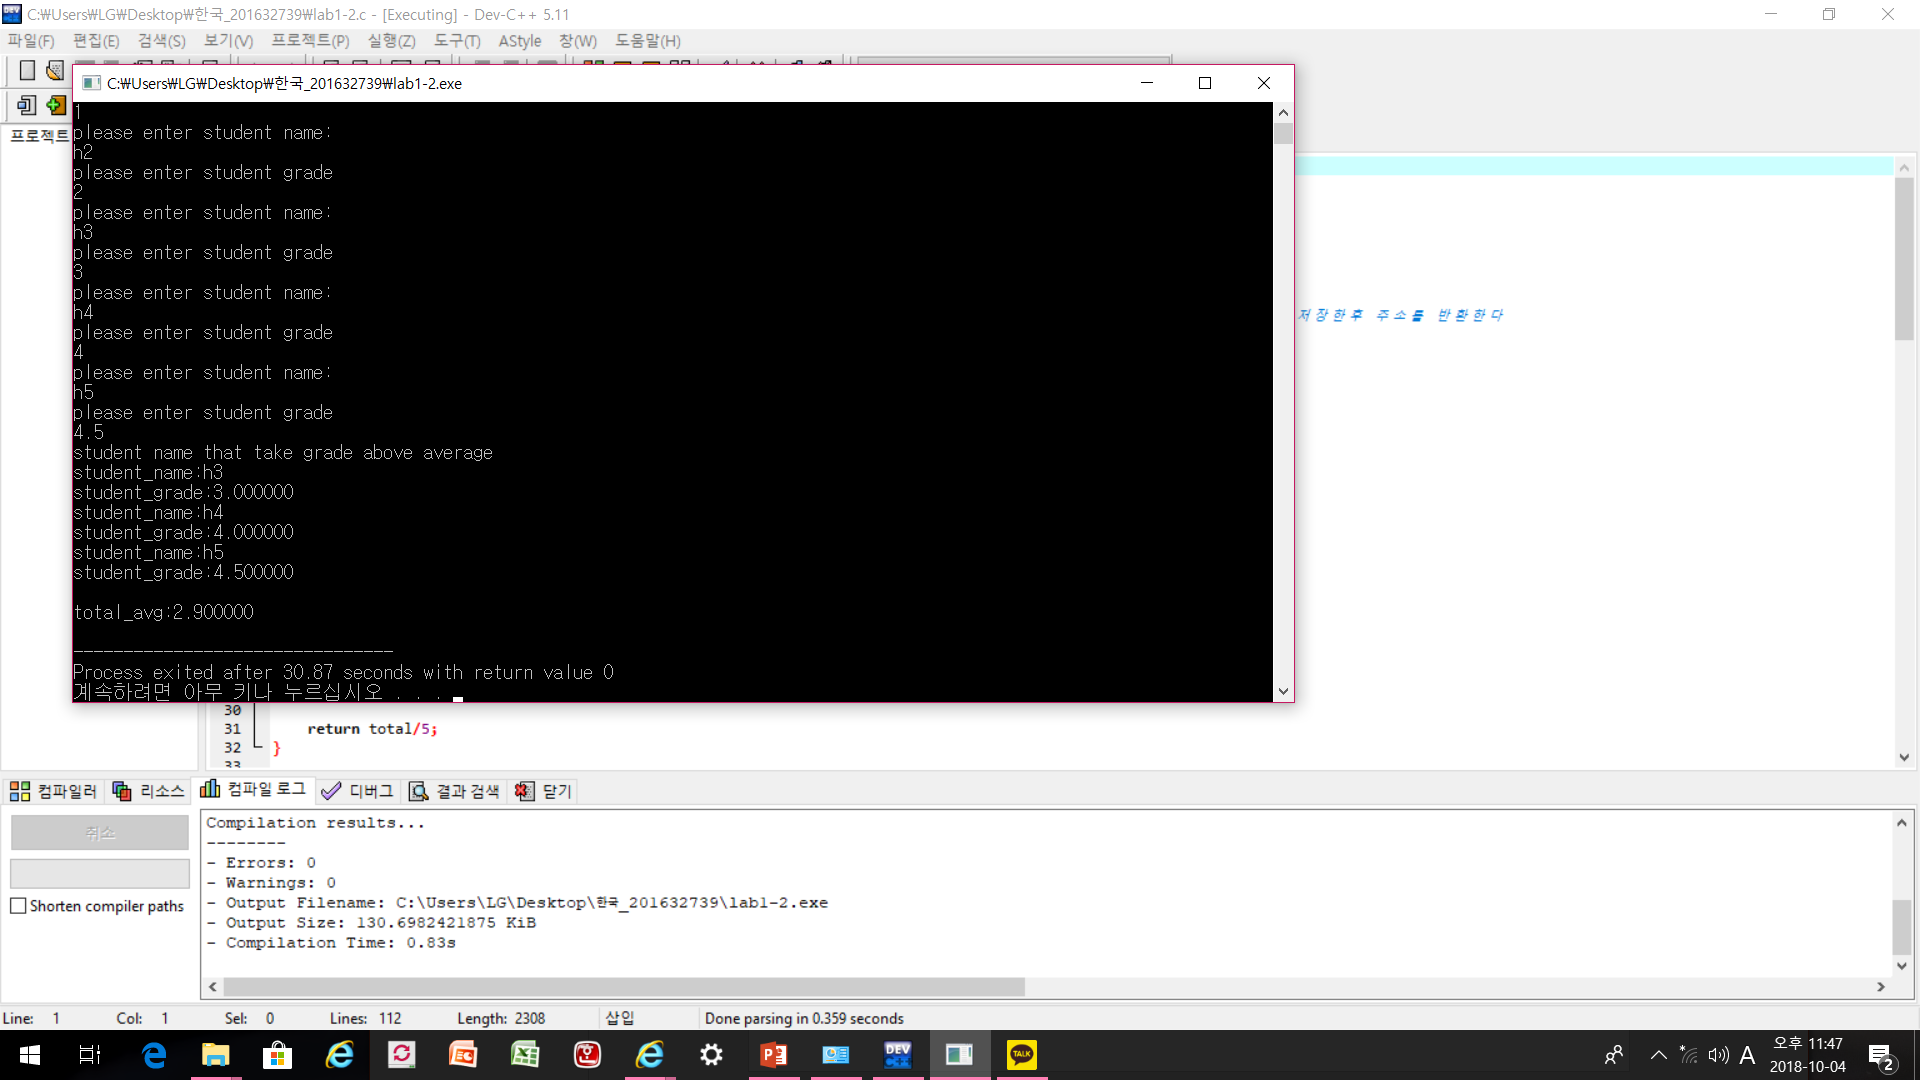 C:\Users\LG\Desktop\한국_201632739\lab1-2.c - [Executing] - Dev-C++ 5.11
파일(F) 편집(E) 검색(S) 보기(V) 프로젝트(P) 실행(Z) 도구(T) AStyle 창(W) 도움말(H)
C:\Users\LG\Desktop\한국_201632739\lab1-2.exe
프로젝트
1
please enter student name:
h2
please enter student grade
2
please enter student name:
h3
please enter student grade
3
please enter student name:
h4
please enter student grade
4
please enter student name:
h5
please enter student grade
4.5
student name that take grade above average
student_name:h3
student_grade:3.000000
student_name:h4
student_grade:4.000000
student_name:h5
student_grade:4.500000
total_avg:2.900000
--------------------------------
Process exited after 30.87 seconds with return value 0
계속하려면 아무 키나 누르십시오 . . .
저장한후 주소를 반환한다
30
31 return total/5;
32 }
33
컴파일러 리소스 컴파일 로그 디버그 결과 검색 닫기
취소
Shorten compiler paths
Compilation results...
--------
- Errors: 0
- Warnings: 0
- Output Filename: C:\Users\LG\Desktop\한국_201632739\lab1-2.exe
- Output Size: 130.6982421875 KiB
- Compilation Time: 0.83s
Line: 1 Col: 1 Sel: 0 Lines: 112 Length: 2308 삽입 Done parsing in 0.359 seconds
DEV
TALK
A
오후 11:47
2018-10-04
2